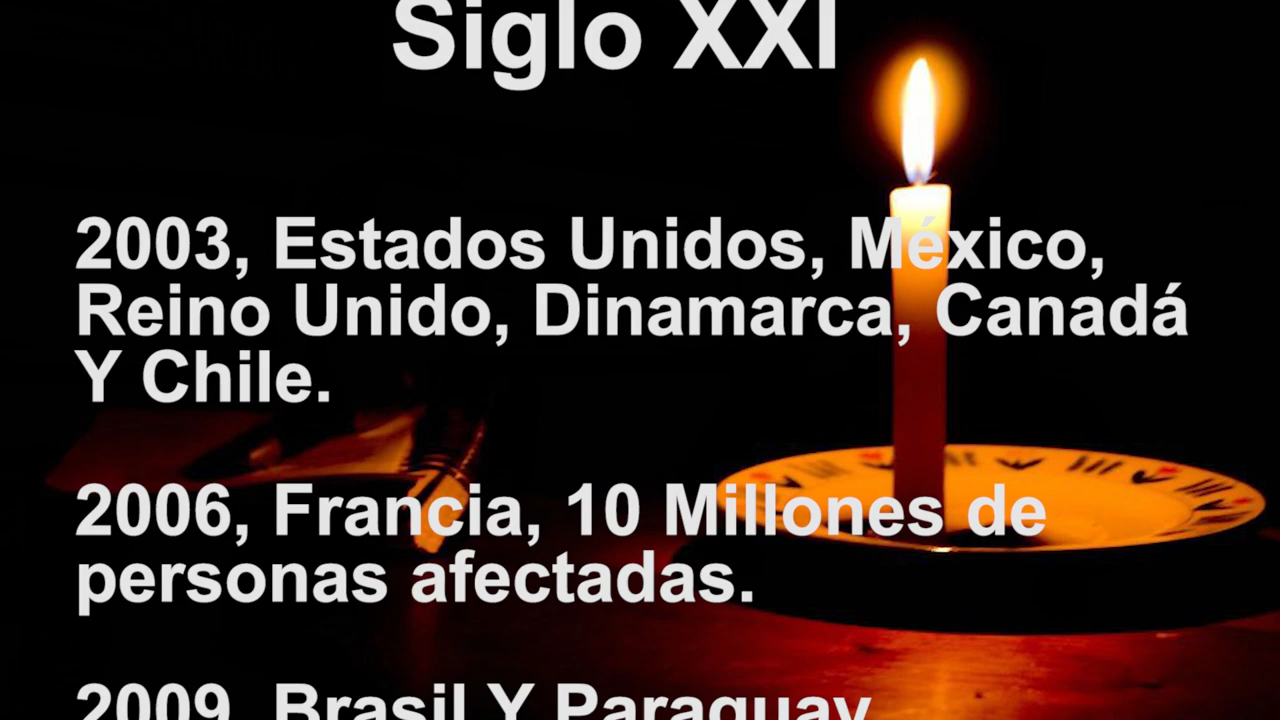 Siglo XXI
2003, Estados Unidos, México,
Reino Unido, Dinamarca, Canadá
Y Chile.
2006, Francia, 10 Millones de
personas afectadas.
2009, Brasil Y Paraguay